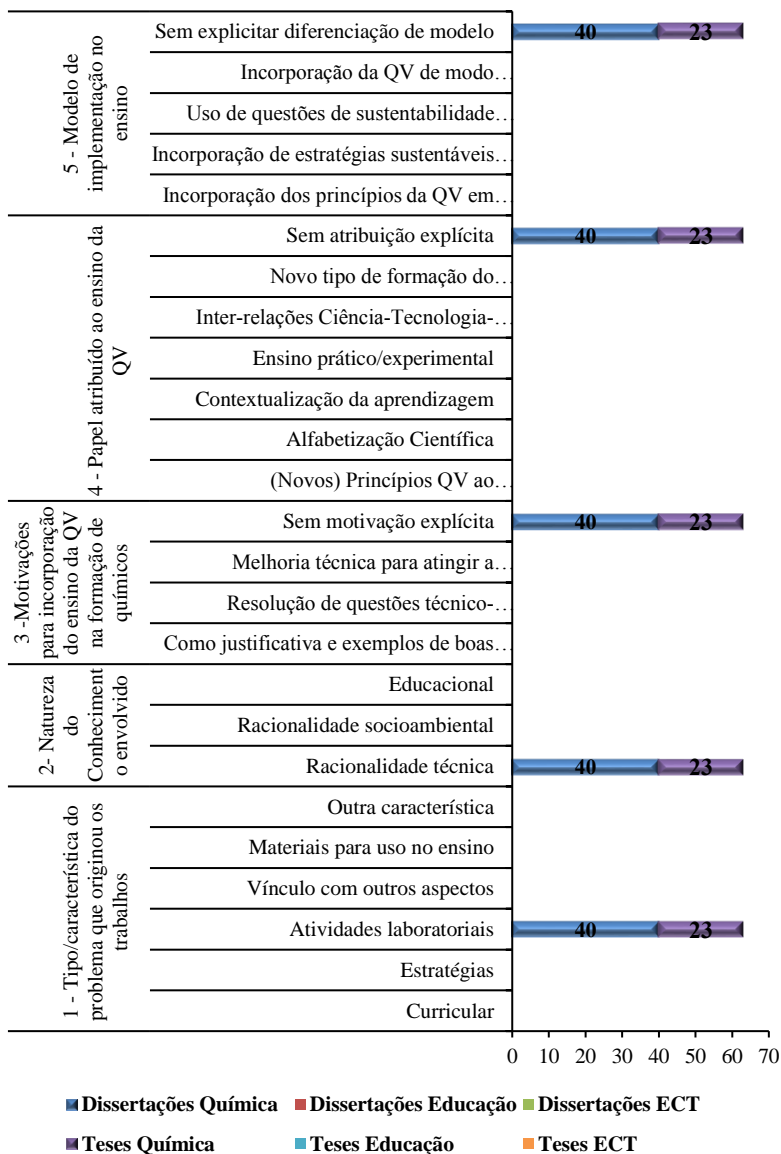 5 - Modelo de
implementação no
ensino
Sem explicitar diferenciação de modelo
40 23
Incorporação da QV de modo…
Uso de questões de sustentabilidade…
Incorporação de estratégias sustentáveis…
Incorporação dos princípios da QV em…
4 - Papel atribuído ao ensino da
QV
Sem atribuição explícita
40 23
Novo tipo de formação do…
Inter-relações Ciência-Tecnologia-…
Ensino prático/experimental
Contextualização da aprendizagem
Alfabetização Científica
(Novos) Princípios QV ao…
3 -Motivações
para incorporação
do ensino da QV
na formação de
químicos
Sem motivação explícita
40 23
Melhoria técnica para atingir a…
Resolução de questões técnico-…
Como justificativa e exemplos de boas…
2- Natureza
do
Conheciment
o envolvido
Educacional
Racionalidade socioambiental
Racionalidade técnica
40 23
1 - Tipo/característica do
problema que originou os
trabalhos
Outra característica
Materiais para uso no ensino
Vínculo com outros aspectos
Atividades laboratoriais
40 23
Estratégias
Curricular
0 10 20 30 40 50 60 70
Dissertações Química Dissertações Educação Dissertações ECT
Teses Química Teses Educação Teses ECT